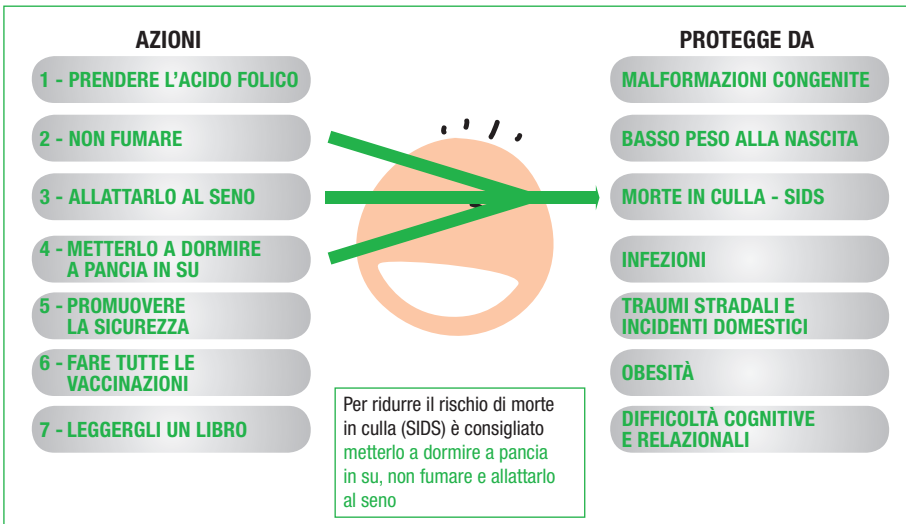 AZIONI
1 - PRENDERE L'ACIDO FOLICO
2 - NON FUMARE
3 - ALLATTARLO AL SENO
4 - METTERLO A DORMIRE
A PANCIA IN SU
5 - PROMUOVERE
LA SICUREZZA
6 - FARE TUTTE LE
VACCINAZIONI
7 - LEGGERGLI UN LIBRO
PROTEGGE DA
MALFORMAZIONI CONGENITE
BASSO PESO ALLA NASCITA
MORTE IN CULLA - SIDS
INFEZIONI
TRAUMI STRADALI E
INCIDENTI DOMESTICI
OBESITÀ
DIFFICOLTÀ COGNITIVE
E RELAZIONALI
Per ridurre il rischio di morte
in culla (SIDS) è consigliato
metterlo a dormire a pancia
in su, non fumare e allattarlo
al seno